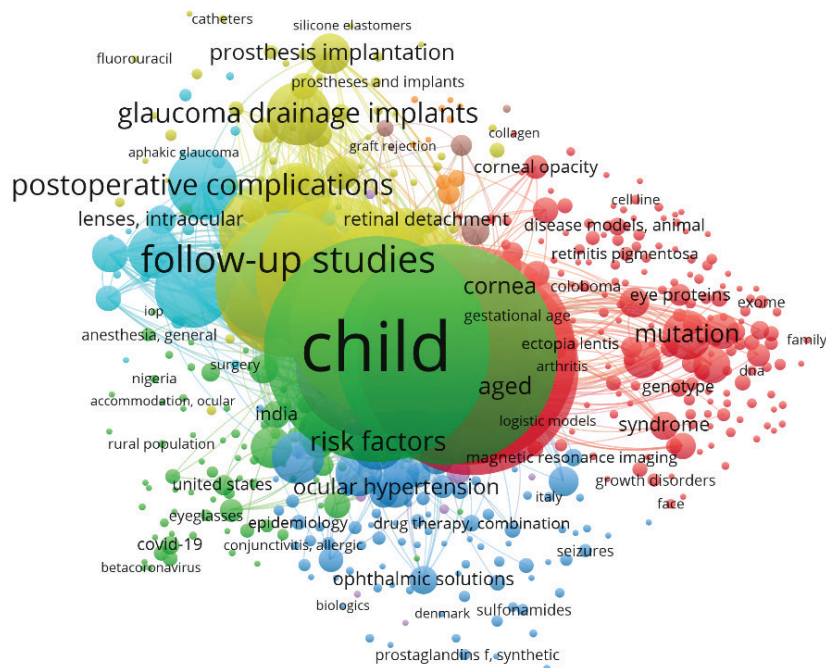 catheters
silicone elastomers
prosthesis implantation
fluorouracil
prostheses and implants
glaucoma drainage implants
collagen
graft rejection
aphakic glaucoma
corneal opacity
postoperative complications
cell line
lenses, intraocular
retinal detachment
disease models, animal
follow-up studies
retinitis pigmentosa
cornea
coloboma
eye proteins
exome
iop
gestational age
anesthesia, general
mutation
family
child
ectopia lentis
surgery
arthritis
dna
nigeria
aged
genotype
accommodation, ocular
india
logistic models
syndrome
rural population
risk factors
magnetic resonance imaging
united states
ocular hypertension
growth disorders
italy
face
eyeglasses
epidemiology
drug therapy, combination
covid-19
conjunctivitis, allergic
seizures
betacoronavirus
ophthalmic solutions
biologics
denmark
sulfonamides
prostaglandins f, synthetic